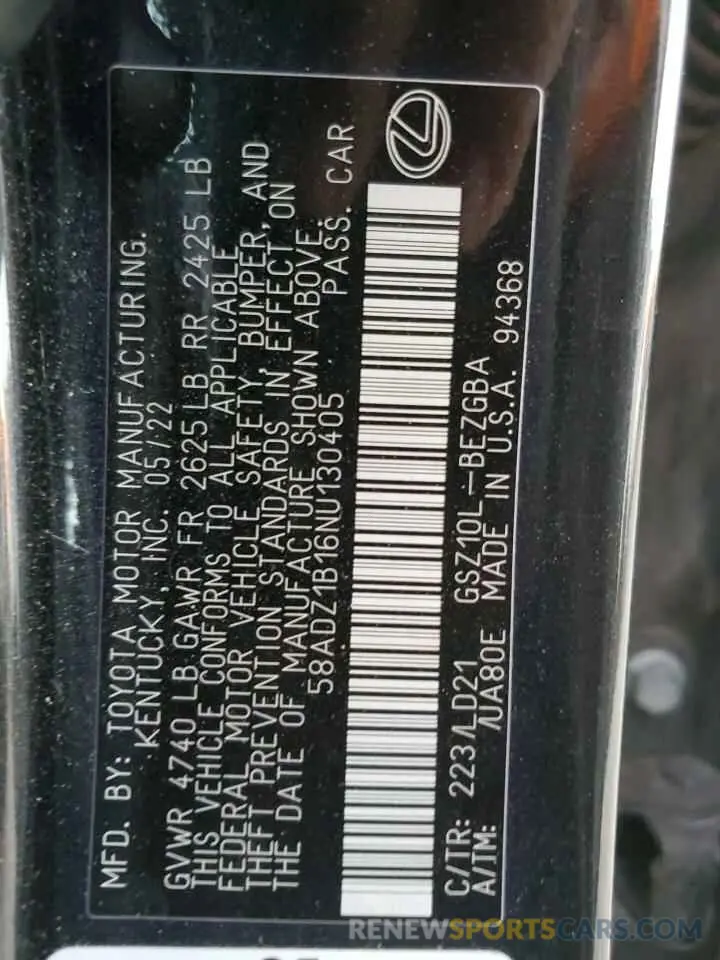 MFD. BY: TOYOTA MOTOR MANUFACTURING.
KENTUCKY, INC. 05/22
GVWR 4740 LB GAWR FR 2625 LB RR 2425 LB
THIS VEHICLE CONFORMS TO ALL APPLICABLE
FEDERAL MOTOR VEHICLE SAFETY, BUMPER, AND
THEFT PREVENTION STANDARDS IN EFFECT ON
THE DATE OF MANUFACTURE SHOWN ABOVE.
58ADZ1B16NU130405 PASS. CAR
C/TR: 223/LD21 GSZ10L-BEZGBA
A/TM: /UA80E MADE IN U.S.A. 94368
RENEWSPORTSCARS.COM